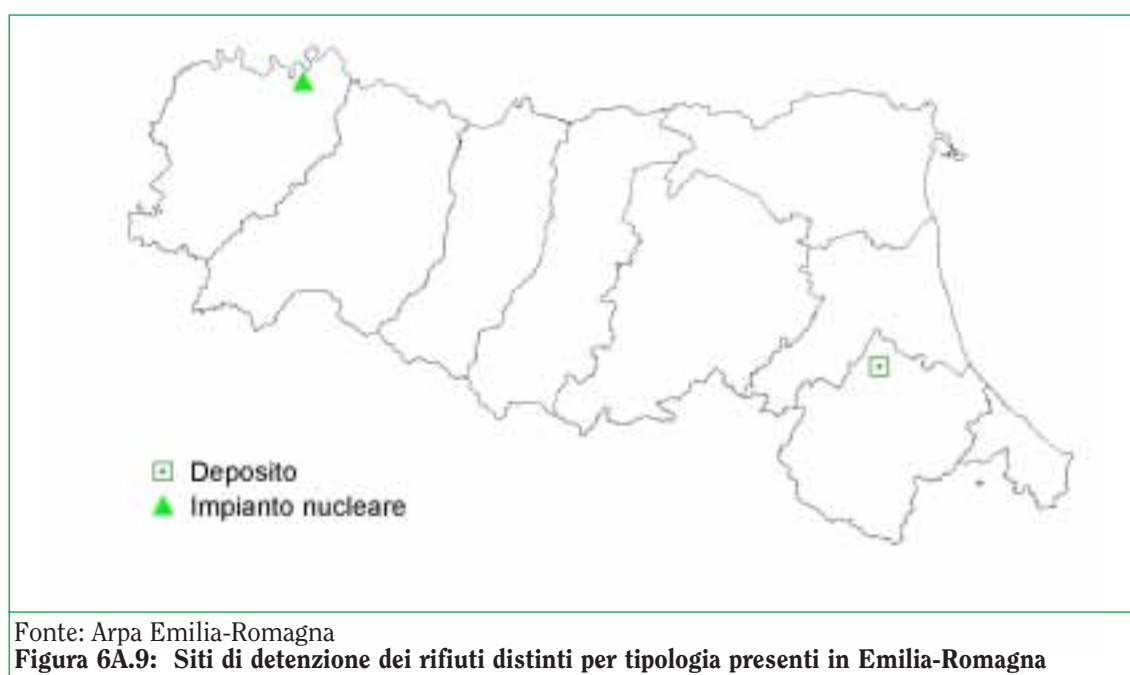 Deposito
Impianto nucleare
Fonte: Arpa Emilia-Romagna
Figura 6A.9: Siti di detenzione dei rifiuti distinti per tipologia presenti in Emilia-Romagna